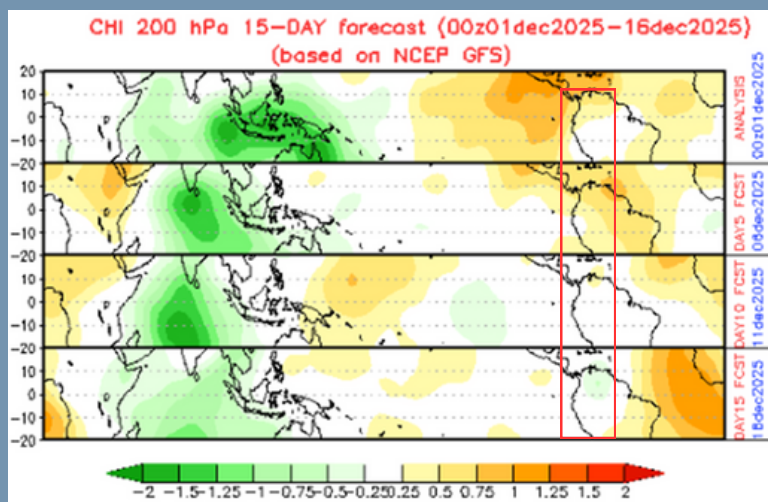 CHI 200 hPa 15-DAY forecast (00z01dec2025-16dec2025)
(based on NCEP GFS)
20
10
0
-10
-20
ANALYSIS
00z01dec2025
20
10
0
-10
-20
DAY5 FCST
06dec2025
20
10
0
-10
-20
DAY10 FCST
11dec2025
20
10
0
-10
-20
DAY15 FCST
16dec2025
-2 -1.5 -1.25 -1 -0.75 -0.5 -0.25 0.25 0.5 0.75 1 1.25 1.5 2